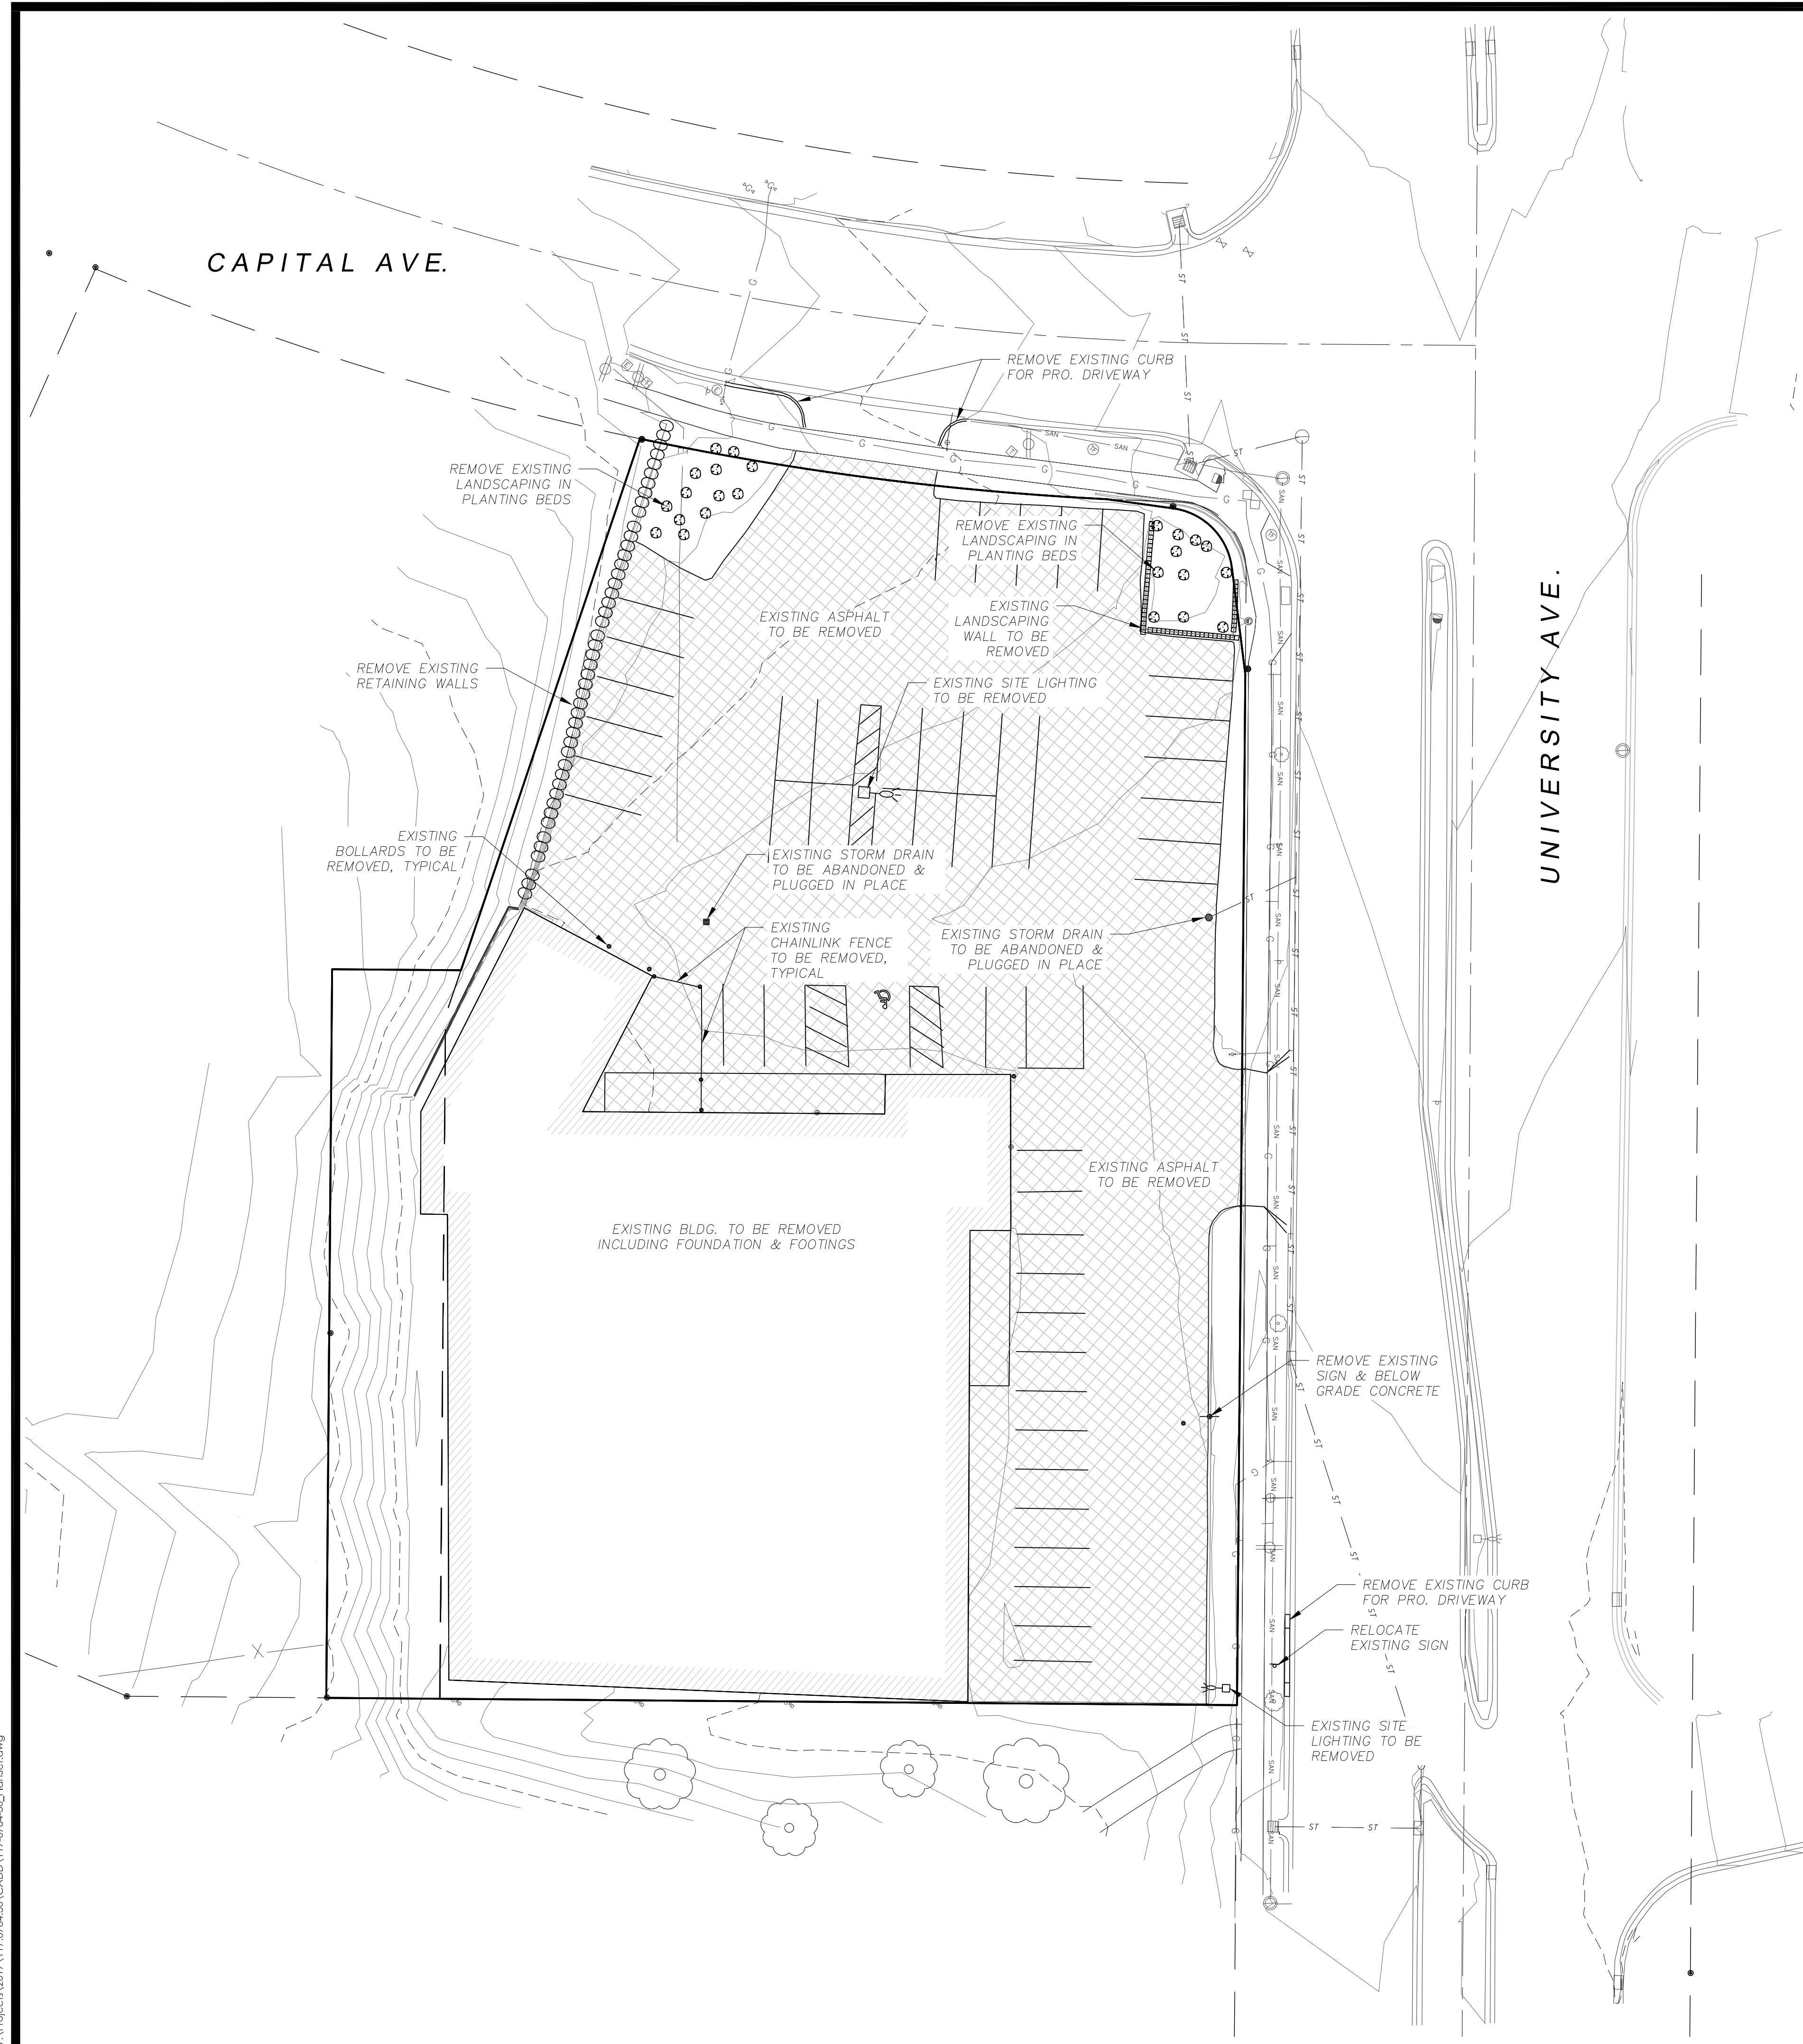 CAPITAL AVE.
REMOVE EXISTING CURB
FOR PRO. DRIVEWAY
REMOVE EXISTING
LANDSCAPING IN
PLANTING BEDS
REMOVE EXISTING
LANDSCAPING IN
PLANTING BEDS
EXISTING
LANDSCAPING
WALL TO BE
REMOVED
EXISTING ASPHALT
TO BE REMOVED
UNIVERSITY AVE.
REMOVE EXISTING
RETAINING WALLS
EXISTING SITE LIGHTING
TO BE REMOVED
EXISTING
BOLLARDS TO BE
REMOVED, TYPICAL
EXISTING STORM DRAIN
TO BE ABANDONED &
PLUGGED IN PLACE
EXISTING
CHAINLINK FENCE
TO BE REMOVED,
TYPICAL
EXISTING STORM DRAIN
TO BE ABANDONED &
PLUGGED IN PLACE
EXISTING ASPHALT
TO BE REMOVED
EXISTING BLDG. TO BE REMOVED
INCLUDING FOUNDATION & FOOTINGS
REMOVE EXISTING
SIGN & BELOW
GRADE CONCRETE
REMOVE EXISTING CURB
FOR PRO. DRIVEWAY
RELOCATE
EXISTING SIGN
EXISTING SITE
LIGHTING TO BE
REMOVED
ST
ST
SAN
SAN
G
G